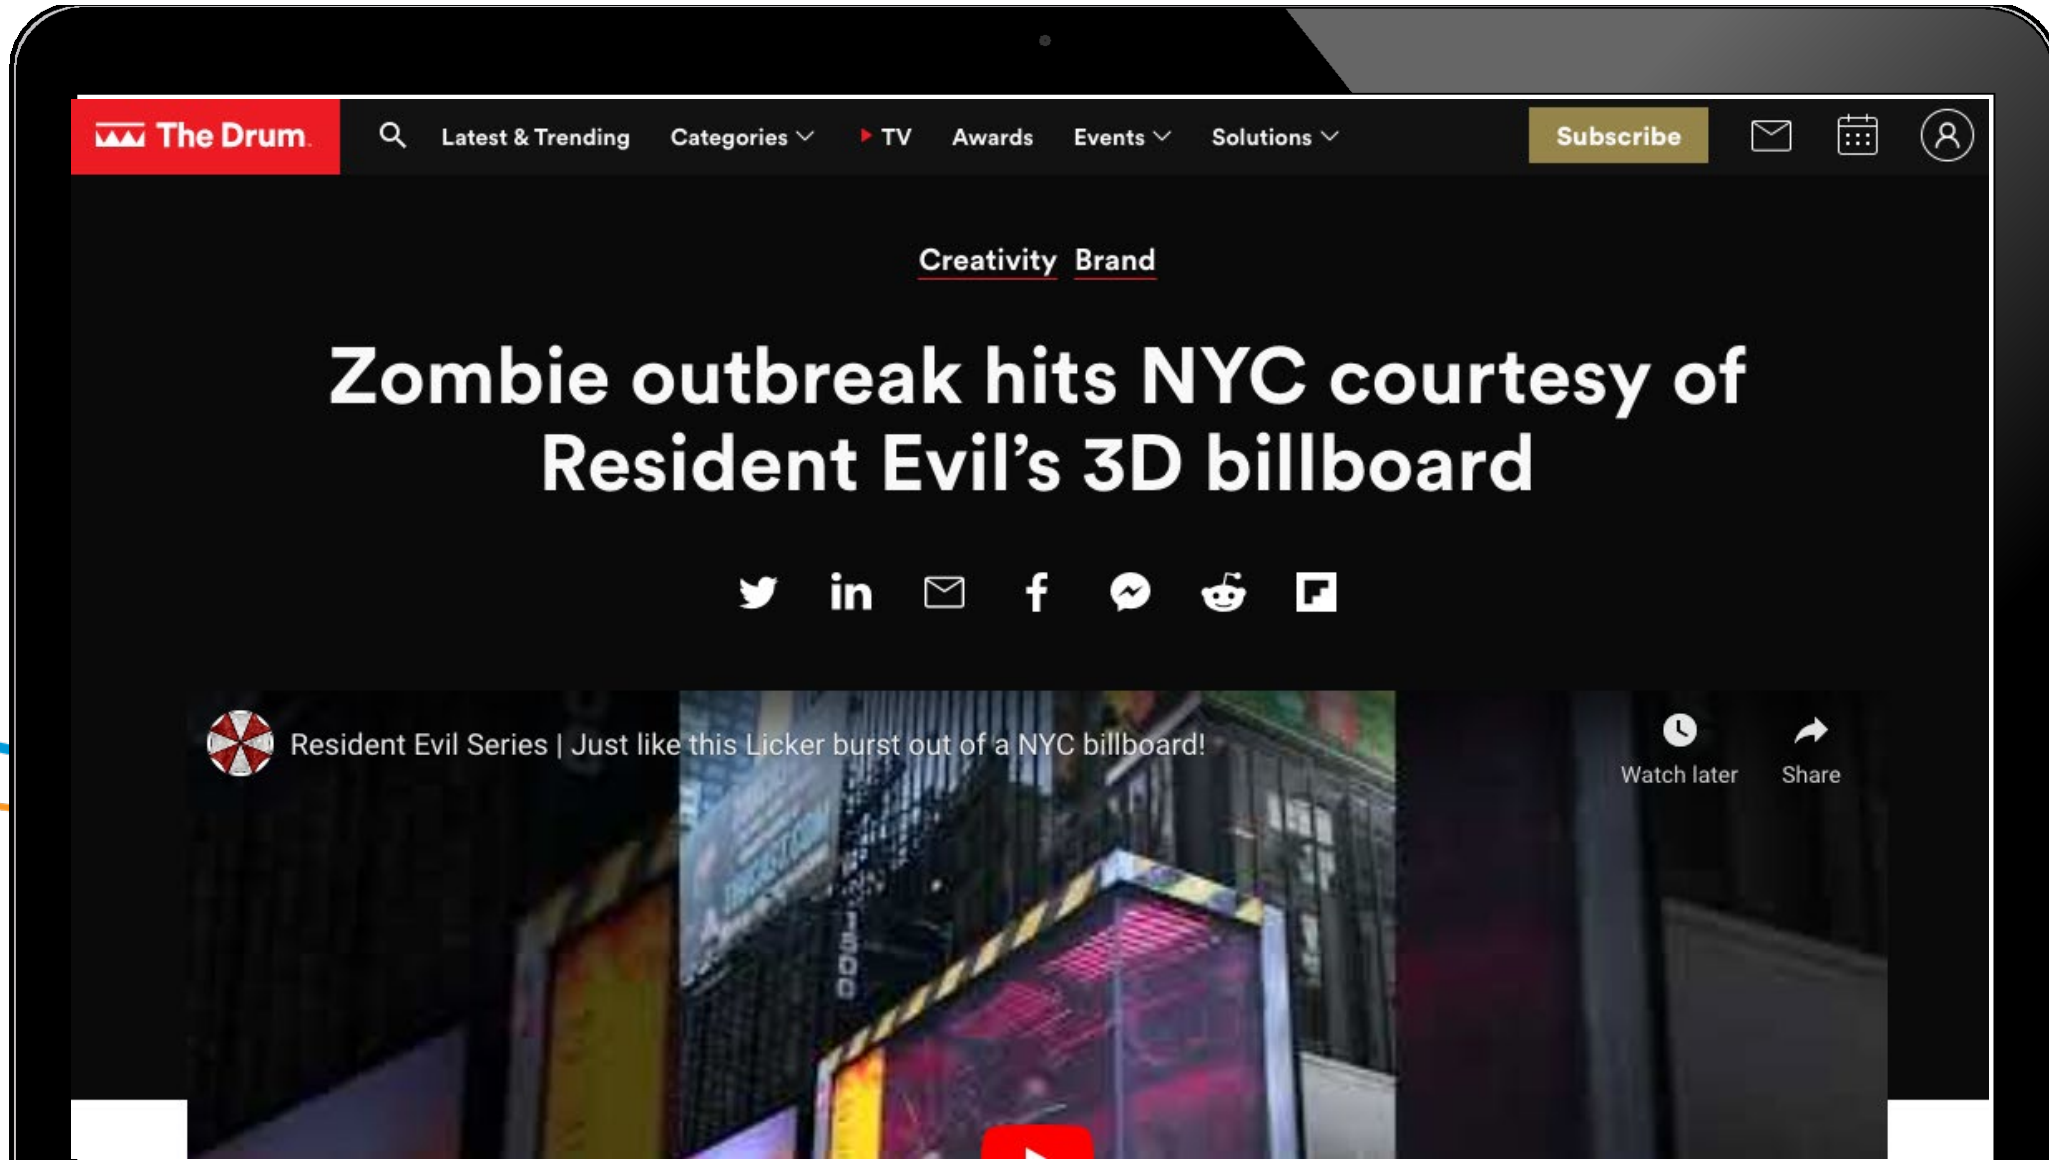 The Drum.
Latest & Trending
Categories
TV
Awards
Events
Solutions
Subscribe
Creativity Brand
Zombie outbreak hits NYC courtesy of
Resident Evil’s 3D billboard
Resident Evil Series | Just like this Licker burst out of a NYC billboard!
Watch later
Share